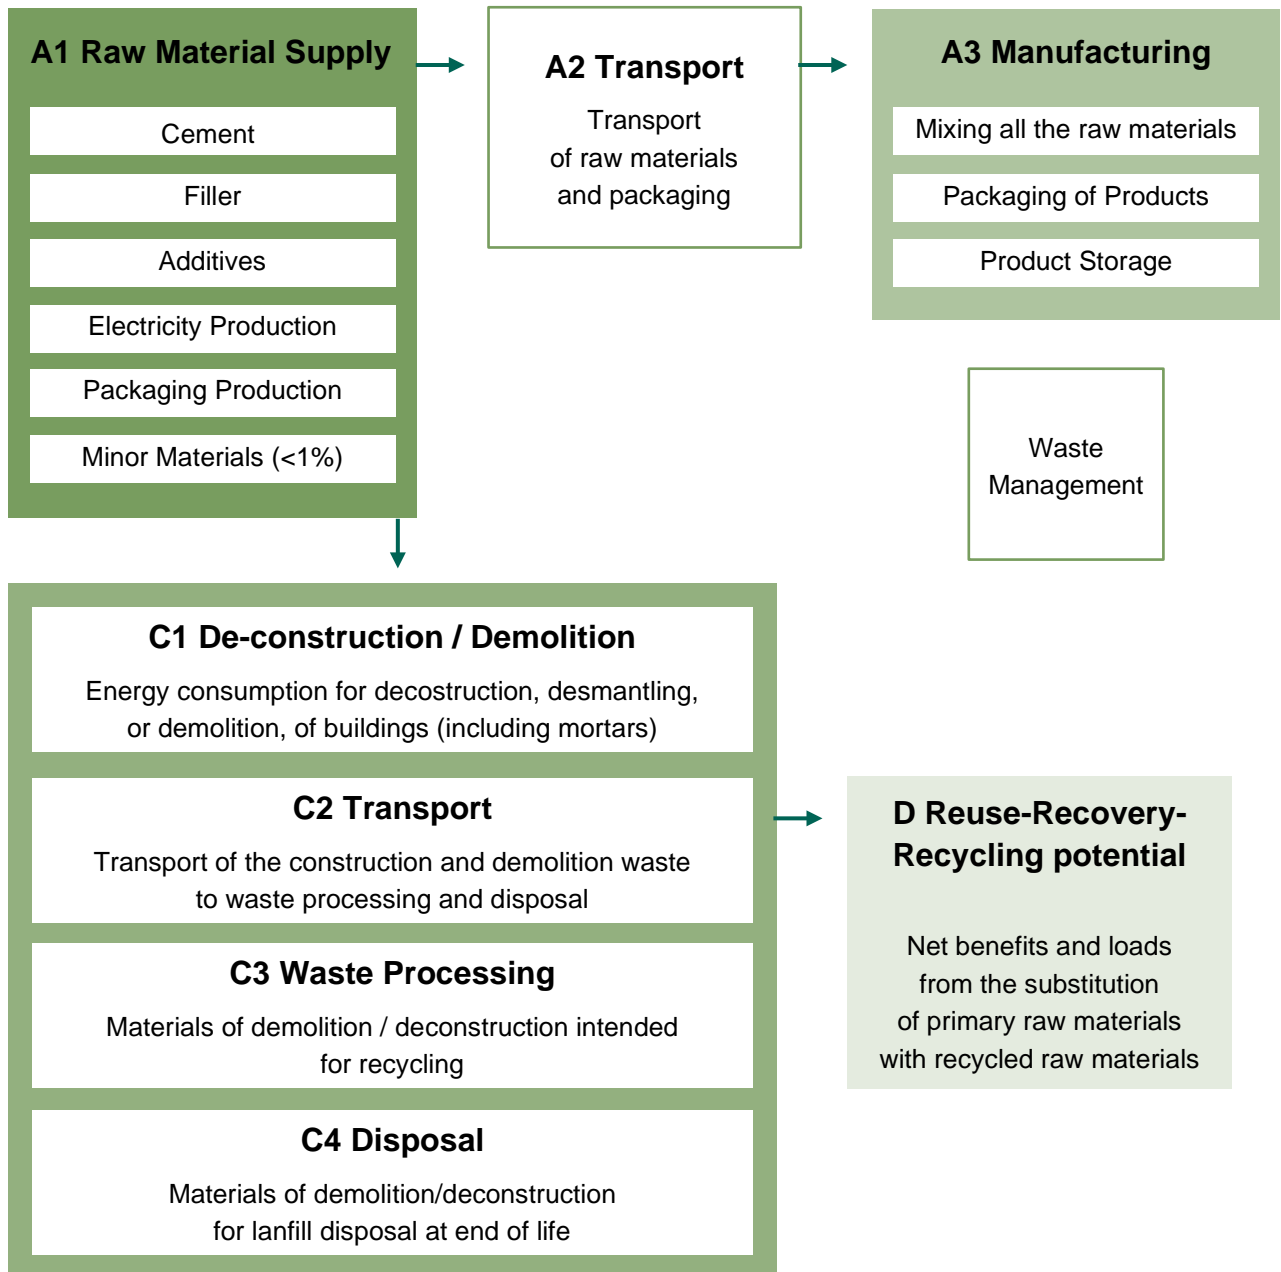 A1 Raw Material Supply
Cement
Filler
Additives
Electricity Production
Packaging Production
Minor Materials (<1%)
A2 Transport
Transport
of raw materials
and packaging
A3 Manufacturing
Mixing all the raw materials
Packaging of Products
Product Storage
Waste
Management
C1 De-construction / Demolition
Energy consumption for decostruction, desmantling,
or demolition, of buildings (including mortars)
C2 Transport
Transport of the construction and demolition waste
to waste processing and disposal
C3 Waste Processing
Materials of demolition / deconstruction intended
for recycling
C4 Disposal
Materials of demolition/deconstruction
for lanfill disposal at end of life
D Reuse-Recovery-
Recycling potential
Net benefits and loads
from the substitution
of primary raw materials
with recycled raw materials